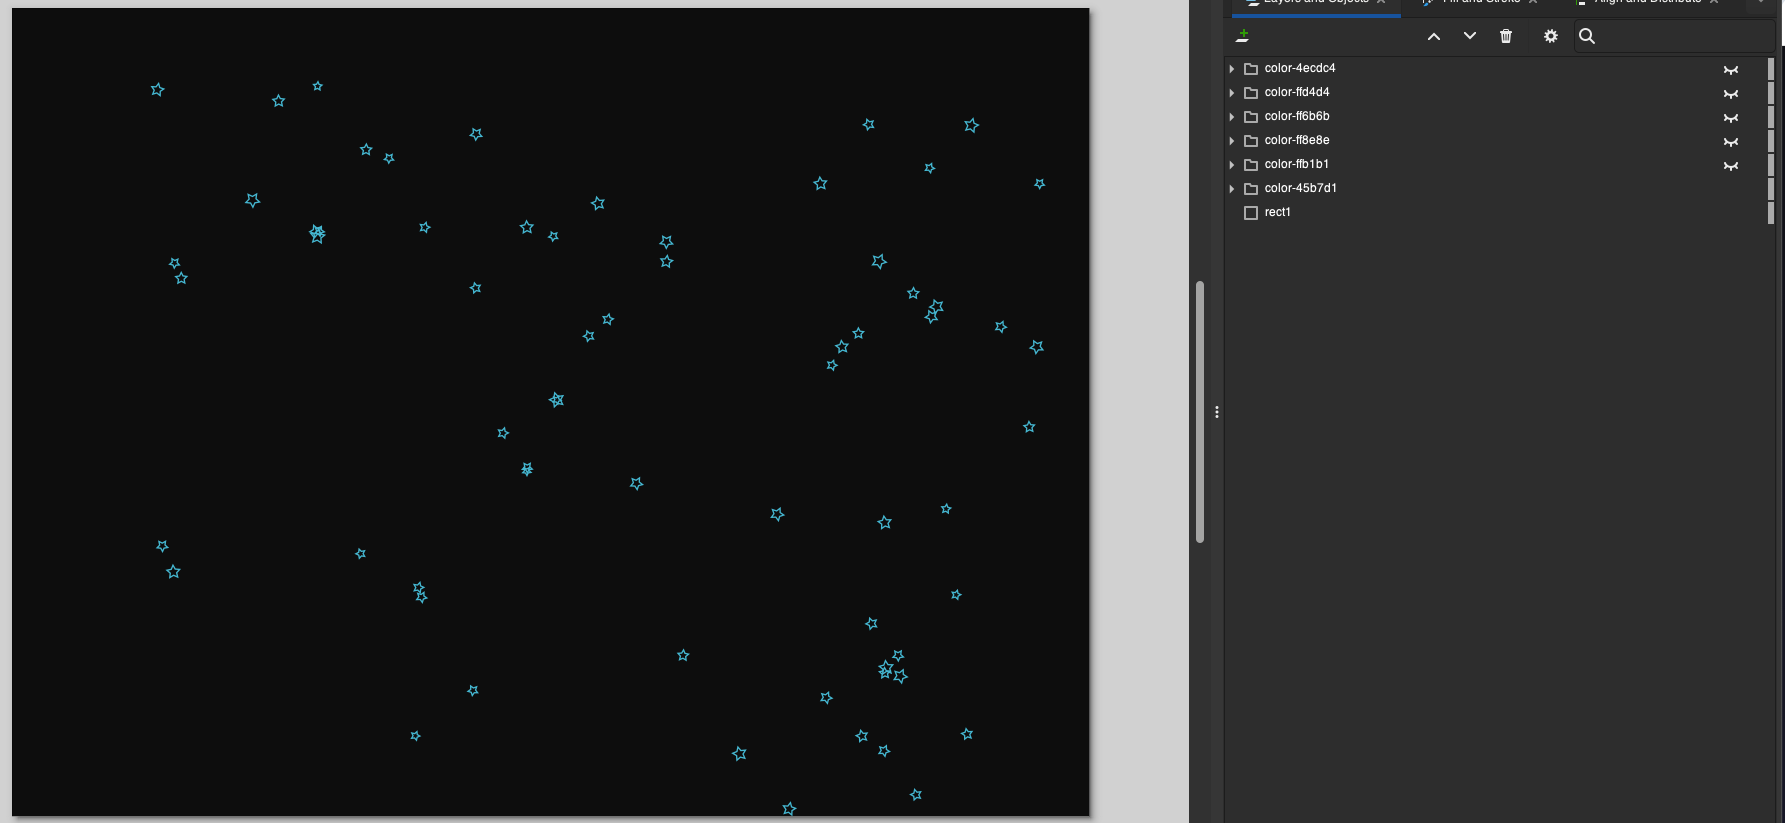 Layers and Objects
Fill and Stroke
Align and Distribute
color-4ecdc4
color-ffd4d4
color-ff6b6b
color-ff8e8e
color-ffb1b1
color-45b7d1
rect1